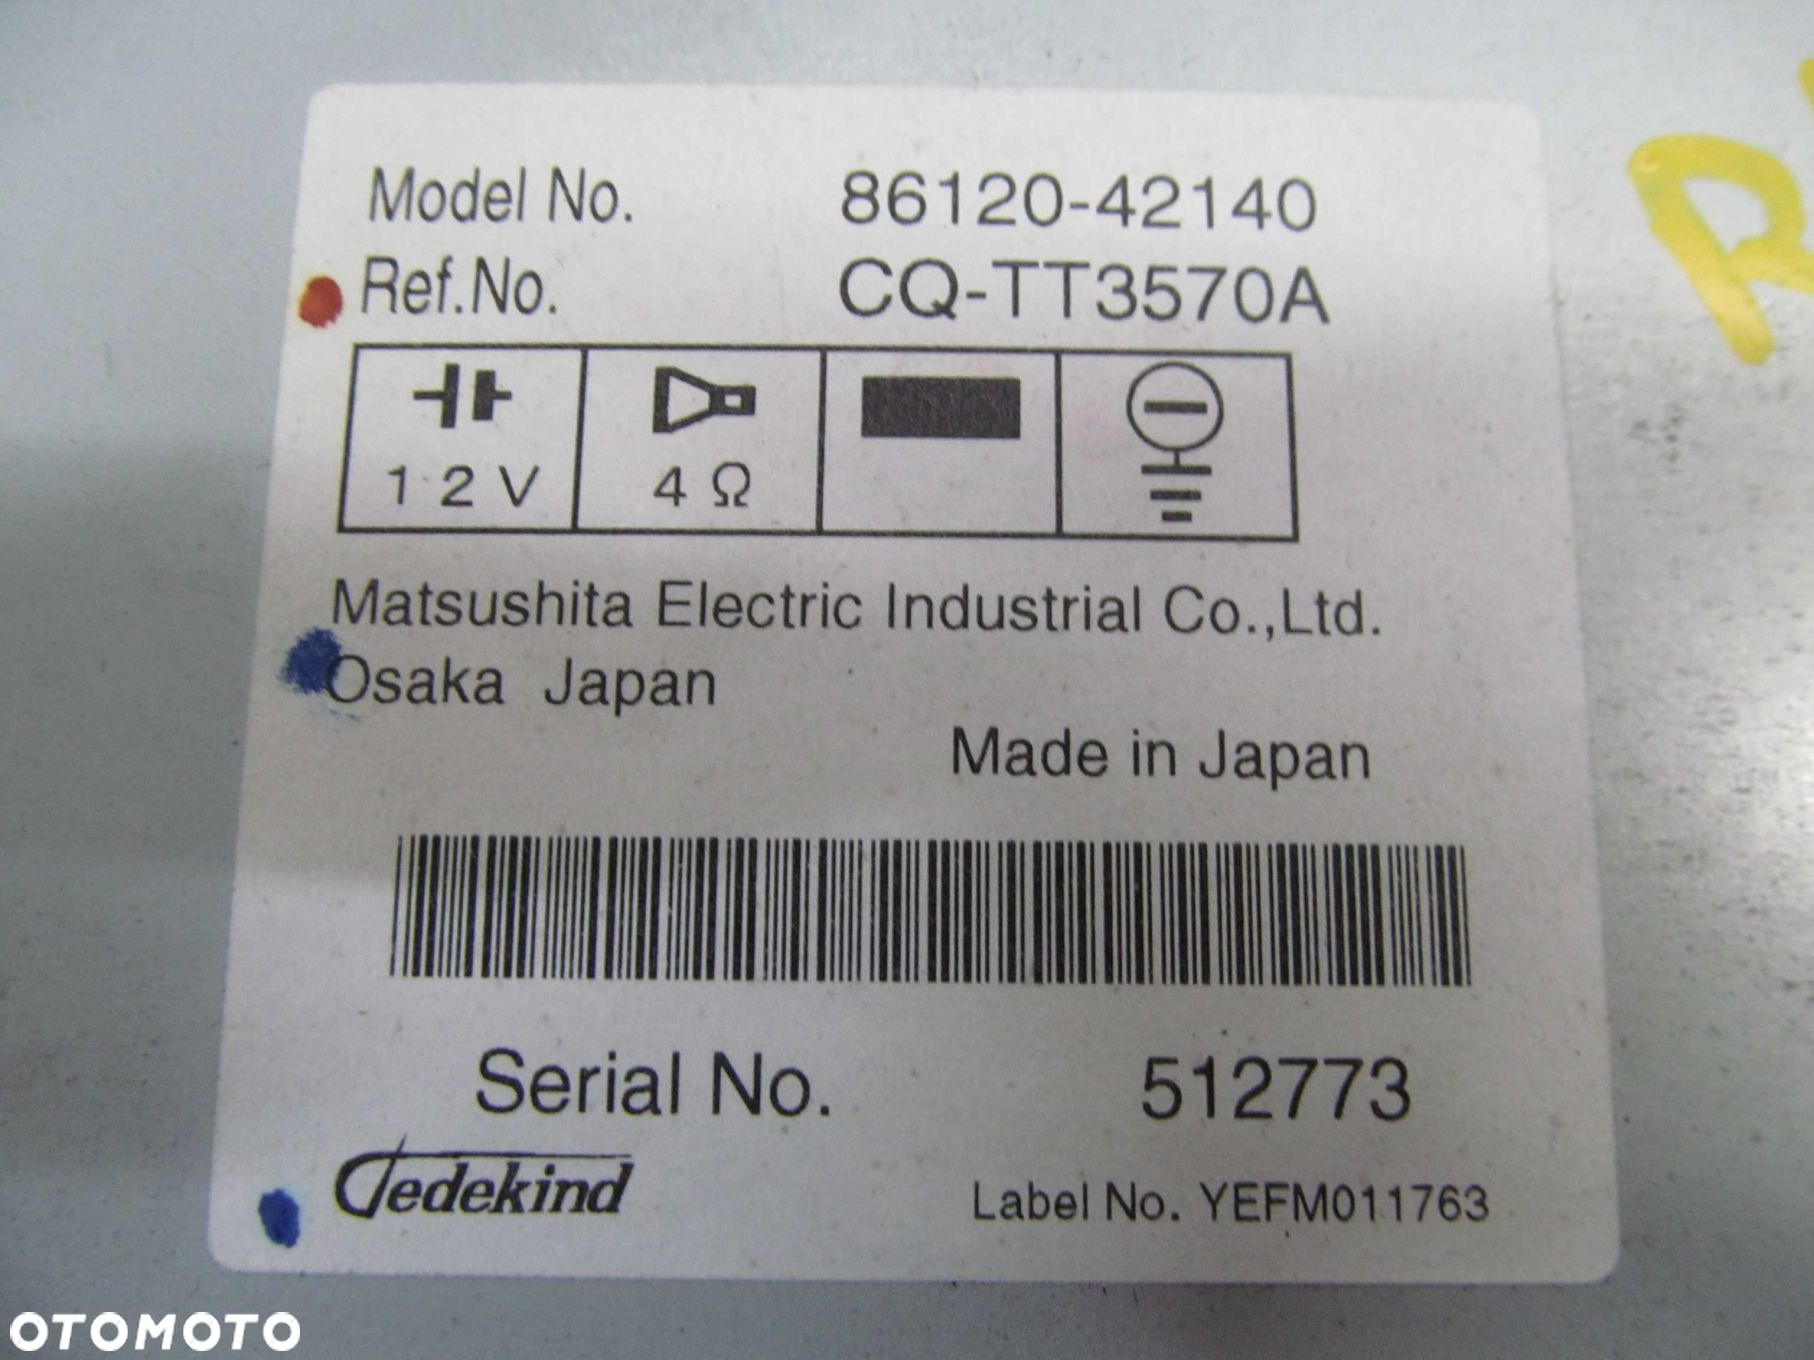 Model No. 86120-42140
Ref.No. CQ-TT3570A
12V 4Ω
Matsushita Electric Industrial Co.,Ltd.
Osaka Japan
Made in Japan
Serial No. 512773
Tedekind Label No. YEFM011763
OTOMOTO